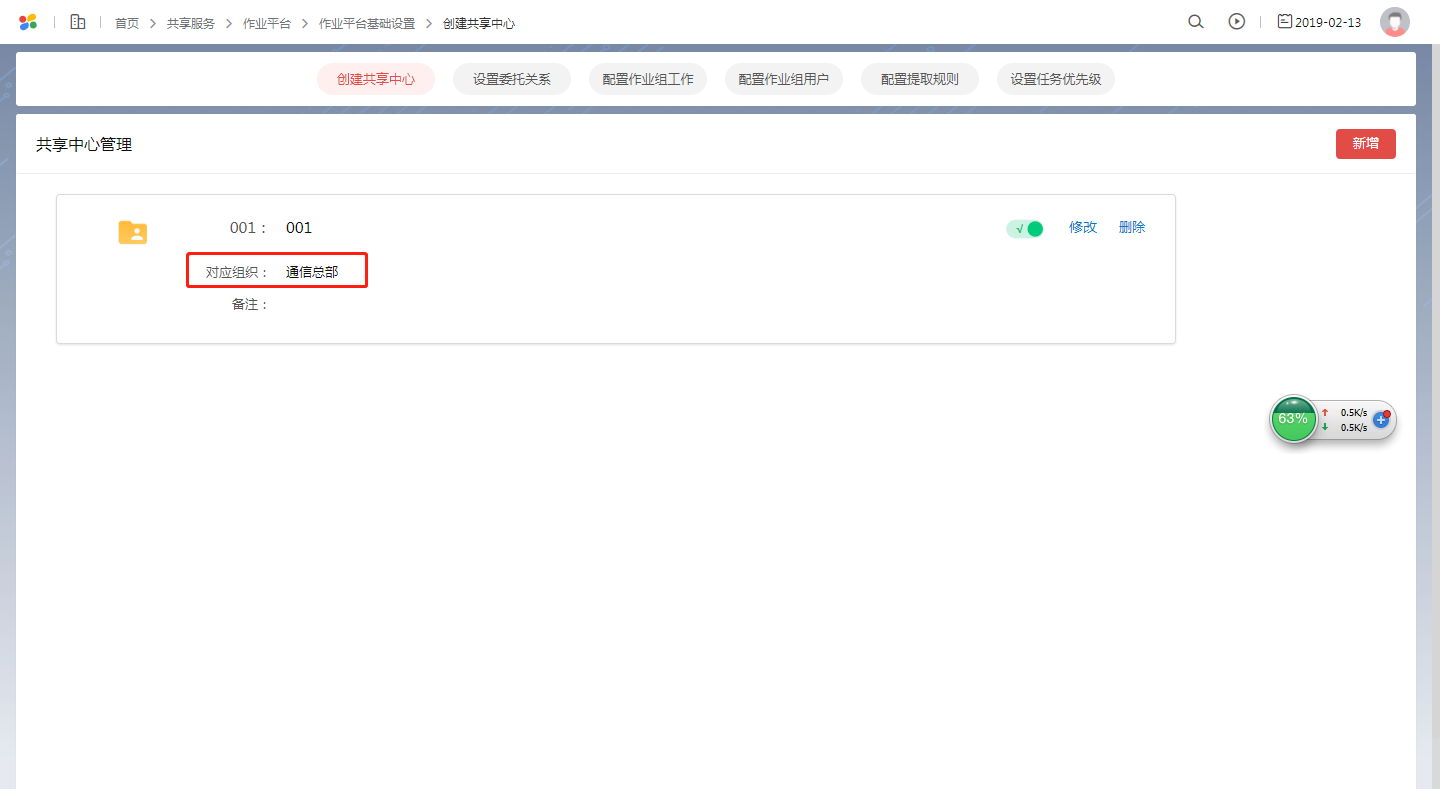 首页 > 共享服务 > 作业平台 > 作业平台基础设置 > 创建共享中心
2019-02-13
创建共享中心 设置委托关系 配置作业组工作 配置作业组用户 配置提取规则 设置任务优先级
共享中心管理 新增
001： 001 √ 修改 删除
对应组织： 通信总部
备注：
63% ↑ 0.5K/s
↓ 0.5K/s